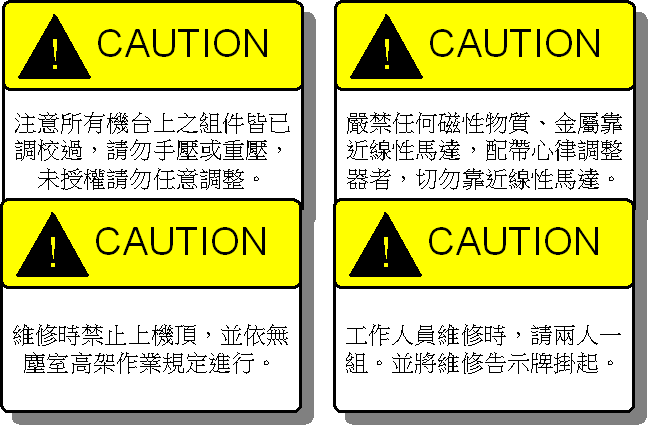 CAUTION
注意所有機台上之組件皆已
調校過，請勿手壓或重壓，
未授權請勿任意調整。
CAUTION
嚴禁任何磁性物質、金屬靠
近線性馬達，配帶心律調整
器者，切勿靠近線性馬達。
CAUTION
維修時禁止上機頂，並依無
塵室高架作業規定進行。
CAUTION
工作人員維修時，請兩人一
組。並將維修告示牌掛起。